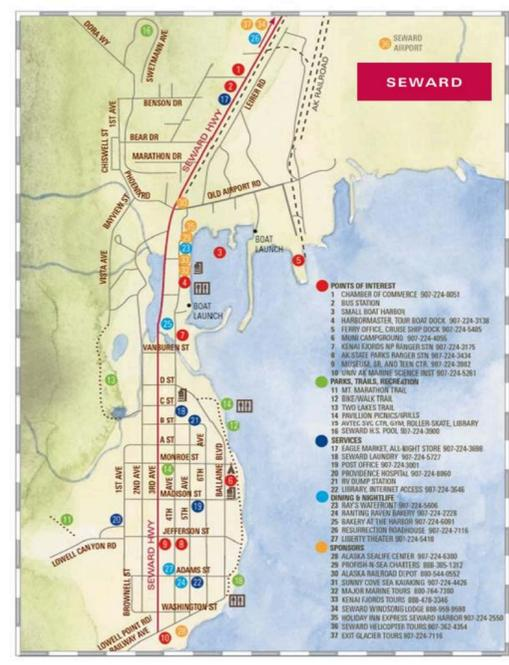 SEWARD
SEWARD
AIRPORT
DORA WY
SWETMANN AVE
BENSON DR
1ST AVE
BEAR DR
CHISWELL ST
MARATHON DR
SEWARD HWY
LEIRER RD
AK RAILROAD
PHOENIX RD
OLD AIRPORT RD
BAYVIEW ST
VISTA AVE
BOAT
LAUNCH
BOAT
LAUNCH
VANBUREN ST
D ST
C ST
B ST
A ST
MONROE ST
MADISON ST
JEFFERSON ST
ADAMS ST
WASHINGTON ST
1ST AVE
2ND AVE
3RD AVE
4TH AVE
5TH AVE
6TH AVE
BALLAINE BLVD
SEWARD HWY
BROWNELL ST
LOWELL CANYON RD
LOWELL POINT RD/
RAILWAY AVE
POINTS OF INTEREST
1 CHAMBER OF COMMERCE 907-224-8051
2 BUS STATION
3 SMALL BOAT HARBOR
4 HARBORMASTER, TOUR BOAT DOCK 907-224-3138
5 FERRY OFFICE, CRUISE SHIP DOCK 907-224-5485
6 MUNI CAMPGROUND 907-224-4055
7 KENAI FJORDS NP RANGER STN 907-224-3175
8 AK STATE PARKS RANGER STN 907-224-3434
9 MUSEUM, SR. AND TEEN CTR. 907-224-3902
10 UNIV AK MARINE SCIENCE INST 907-224-5261
PARKS, TRAILS, RECREATION
11 MT. MARATHON TRAIL
12 BIKE/WALK TRAIL
13 TWO LAKES TRAIL
14 PAVILLION PICNICS/GRILLS
15 AVTEC SVC CTR, GYM, ROLLER-SKATE, LIBRARY
16 SEWARD H.S. POOL 907-224-3900
SERVICES
17 EAGLE MARKET, ALL-NIGHT STORE 907-224-3698
18 SEWARD LAUNDRY 907-224-5727
19 POST OFFICE 907-224-3001
20 PROVIDENCE HOSPITAL 907-224-8860
21 RV DUMP STATION
22 LIBRARY, INTERNET ACCESS 907-224-3646
DINING & NIGHTLIFE
23 RAY'S WATERFRONT 907-224-5606
24 RANTING RAVEN BAKERY 907-224-2228
25 BAKERY AT THE HARBOR 907-224-6091
26 RESURRECTION ROADHOUSE 907-224-7116
27 LIBERTY THEATER 907-224-5418
SPONSORS
28 ALASKA SEALIFE CENTER 907-224-6300
29 PROFISH-N-SEA CHARTERS 888-385-1312
30 ALASKA RAILROAD DEPOT 800-544-0552
31 SUNNY COVE SEA KAYAKING 907-224-4426
32 MAJOR MARINE TOURS 800-764-7300
33 KENAI FJORDS TOURS 888-478-3346
34 SEWARD WINDSONG LODGE 888-959-9590
35 HOLIDAY INN EXPRESS SEWARD HARBOR 907-224-2550
36 SEWARD HELICOPTER TOURS 907-362-4354
37 EXIT GLACIER TOURS 907-224-7116